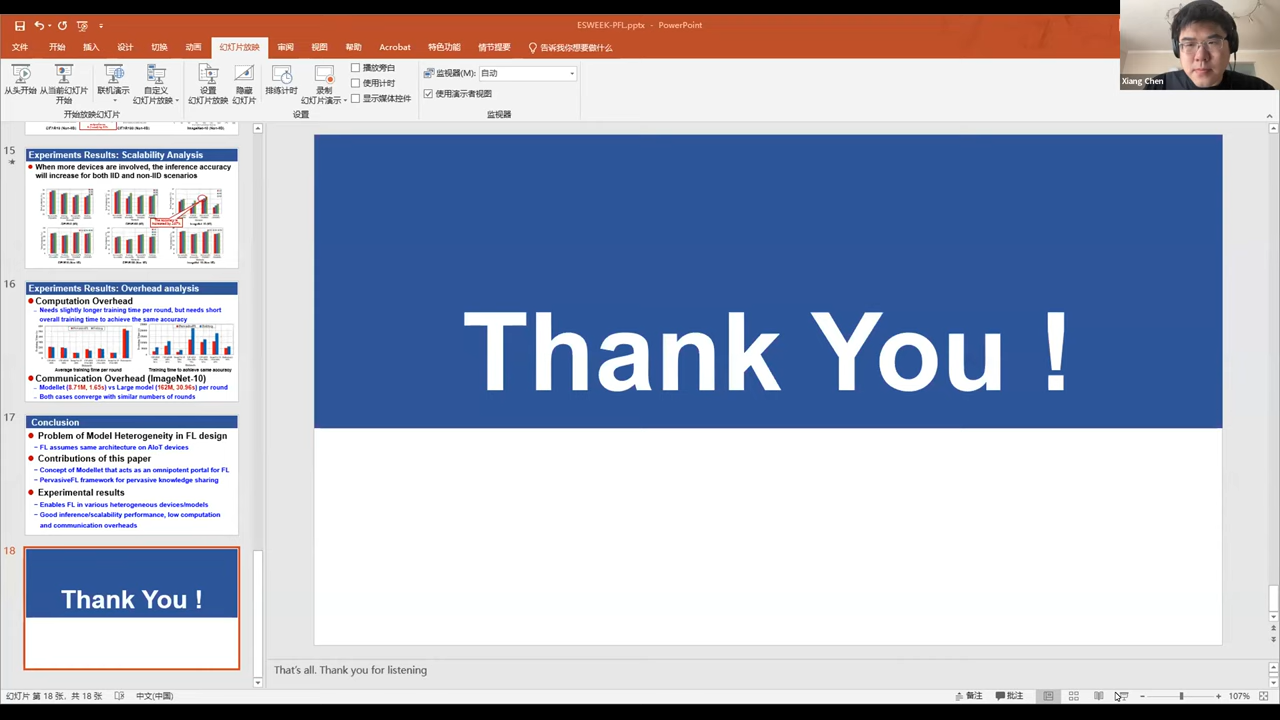 ESWEEK-PFL.pptx - PowerPoint
文件 开始 插入 设计 切换 动画 幻灯片放映 审阅 视图 帮助 Acrobat 特色功能 情节提要 告诉我你想要做什么
Xiang Chen
从头开始
从当前幻灯片
开始
联机演示
自定义
幻灯片放映
开始放映幻灯片
设置
幻灯片放映
隐藏
幻灯片
排练计时
录制
幻灯片演示
播放旁白
使用计时
显示媒体控件
设置
监视器(M): 自动
使用演示者视图
监视器
15
Experiments Results: Scalability Analysis
When more devices are involved, the inference accuracy
will increase for both IID and non-IID scenarios
16
Experiments Results: Overhead analysis
Computation Overhead
− Needs slightly longer training time per round, but needs short
overall training time to achieve the same accuracy
Average training time per round
Training time to achieve same accuracy
Communication Overhead (ImageNet-10)
− Modellet (8.71M, 1.65s) vs Large model (162M, 30.96s) per round
− Both cases converge with similar numbers of rounds
17
Conclusion
Problem of Model Heterogeneity in FL design
− FL assumes same architecture on AIoT devices
Contributions of this paper
− Concept of Modellet that acts as an omnipotent portal for FL
− PervasiveFL framework for pervasive knowledge sharing
Experimental results
− Enables FL in various heterogeneous devices/models
− Good inference/scalability performance, low computation
and communication overheads
18
Thank You !
Thank You !
That's all. Thank you for listening
幻灯片 第 18 张, 共 18 张 中文(中国) 备注 批注 107%